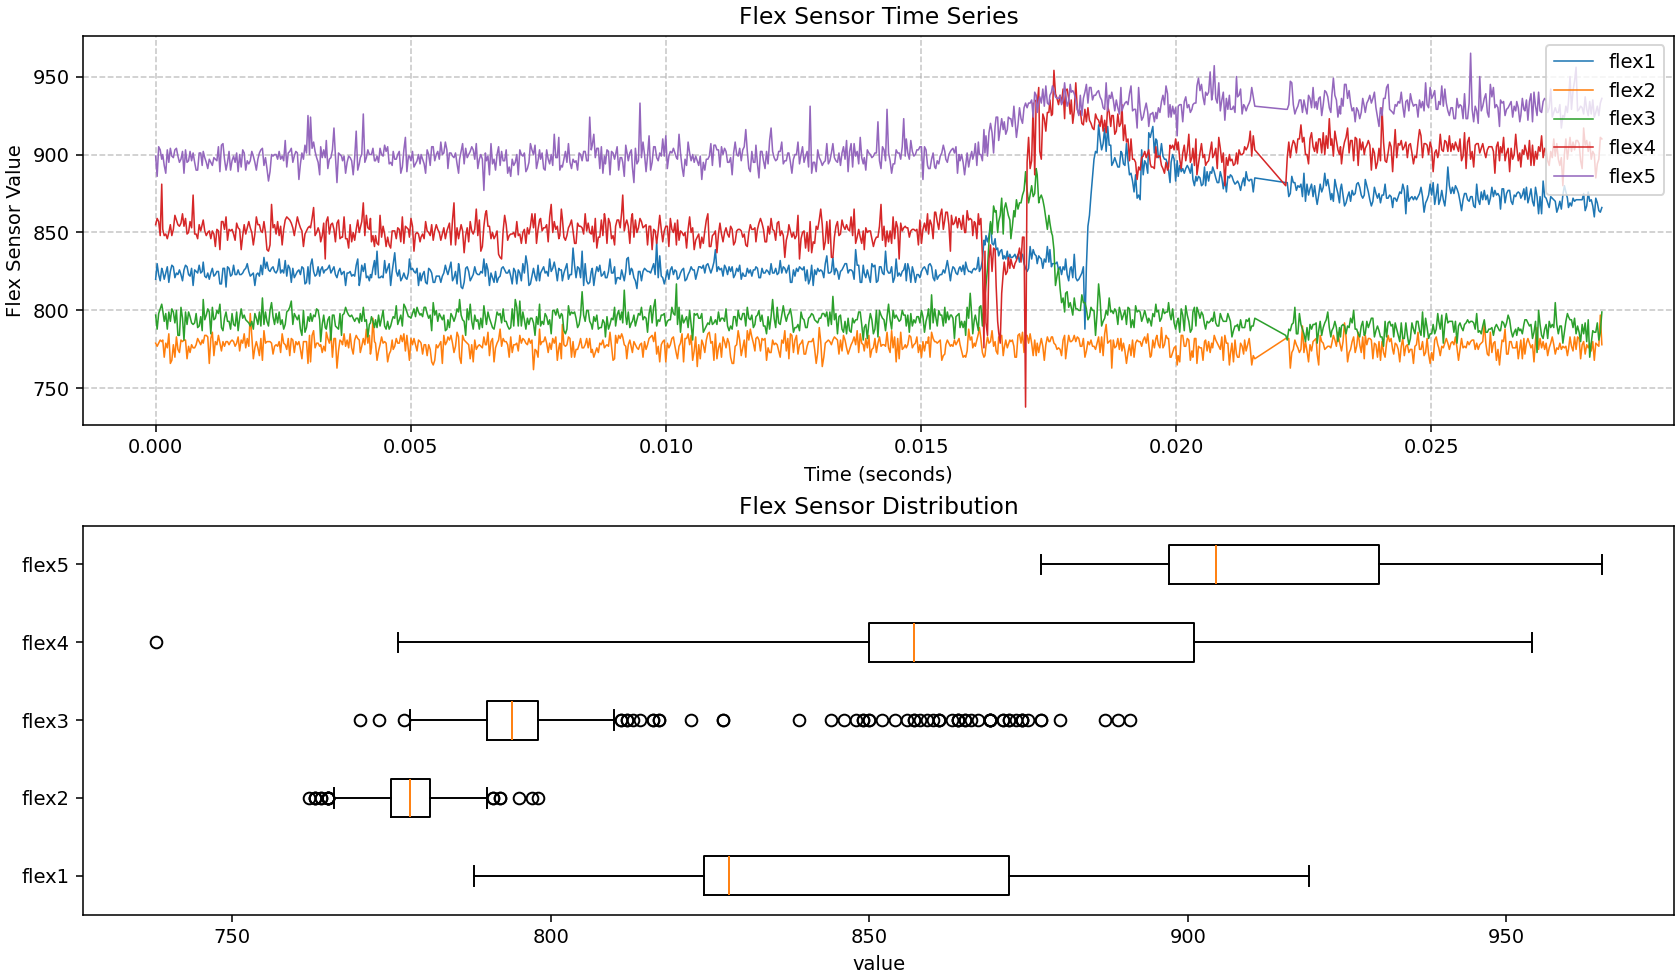 Flex Sensor Time Series
Flex Sensor Value
950
900
850
800
750
flex1
flex2
flex3
flex4
flex5
0.000 0.005 0.010 0.015 0.020 0.025
Time (seconds)
Flex Sensor Distribution
flex5
flex4
flex3
flex2
flex1
750 800 850 900 950
value